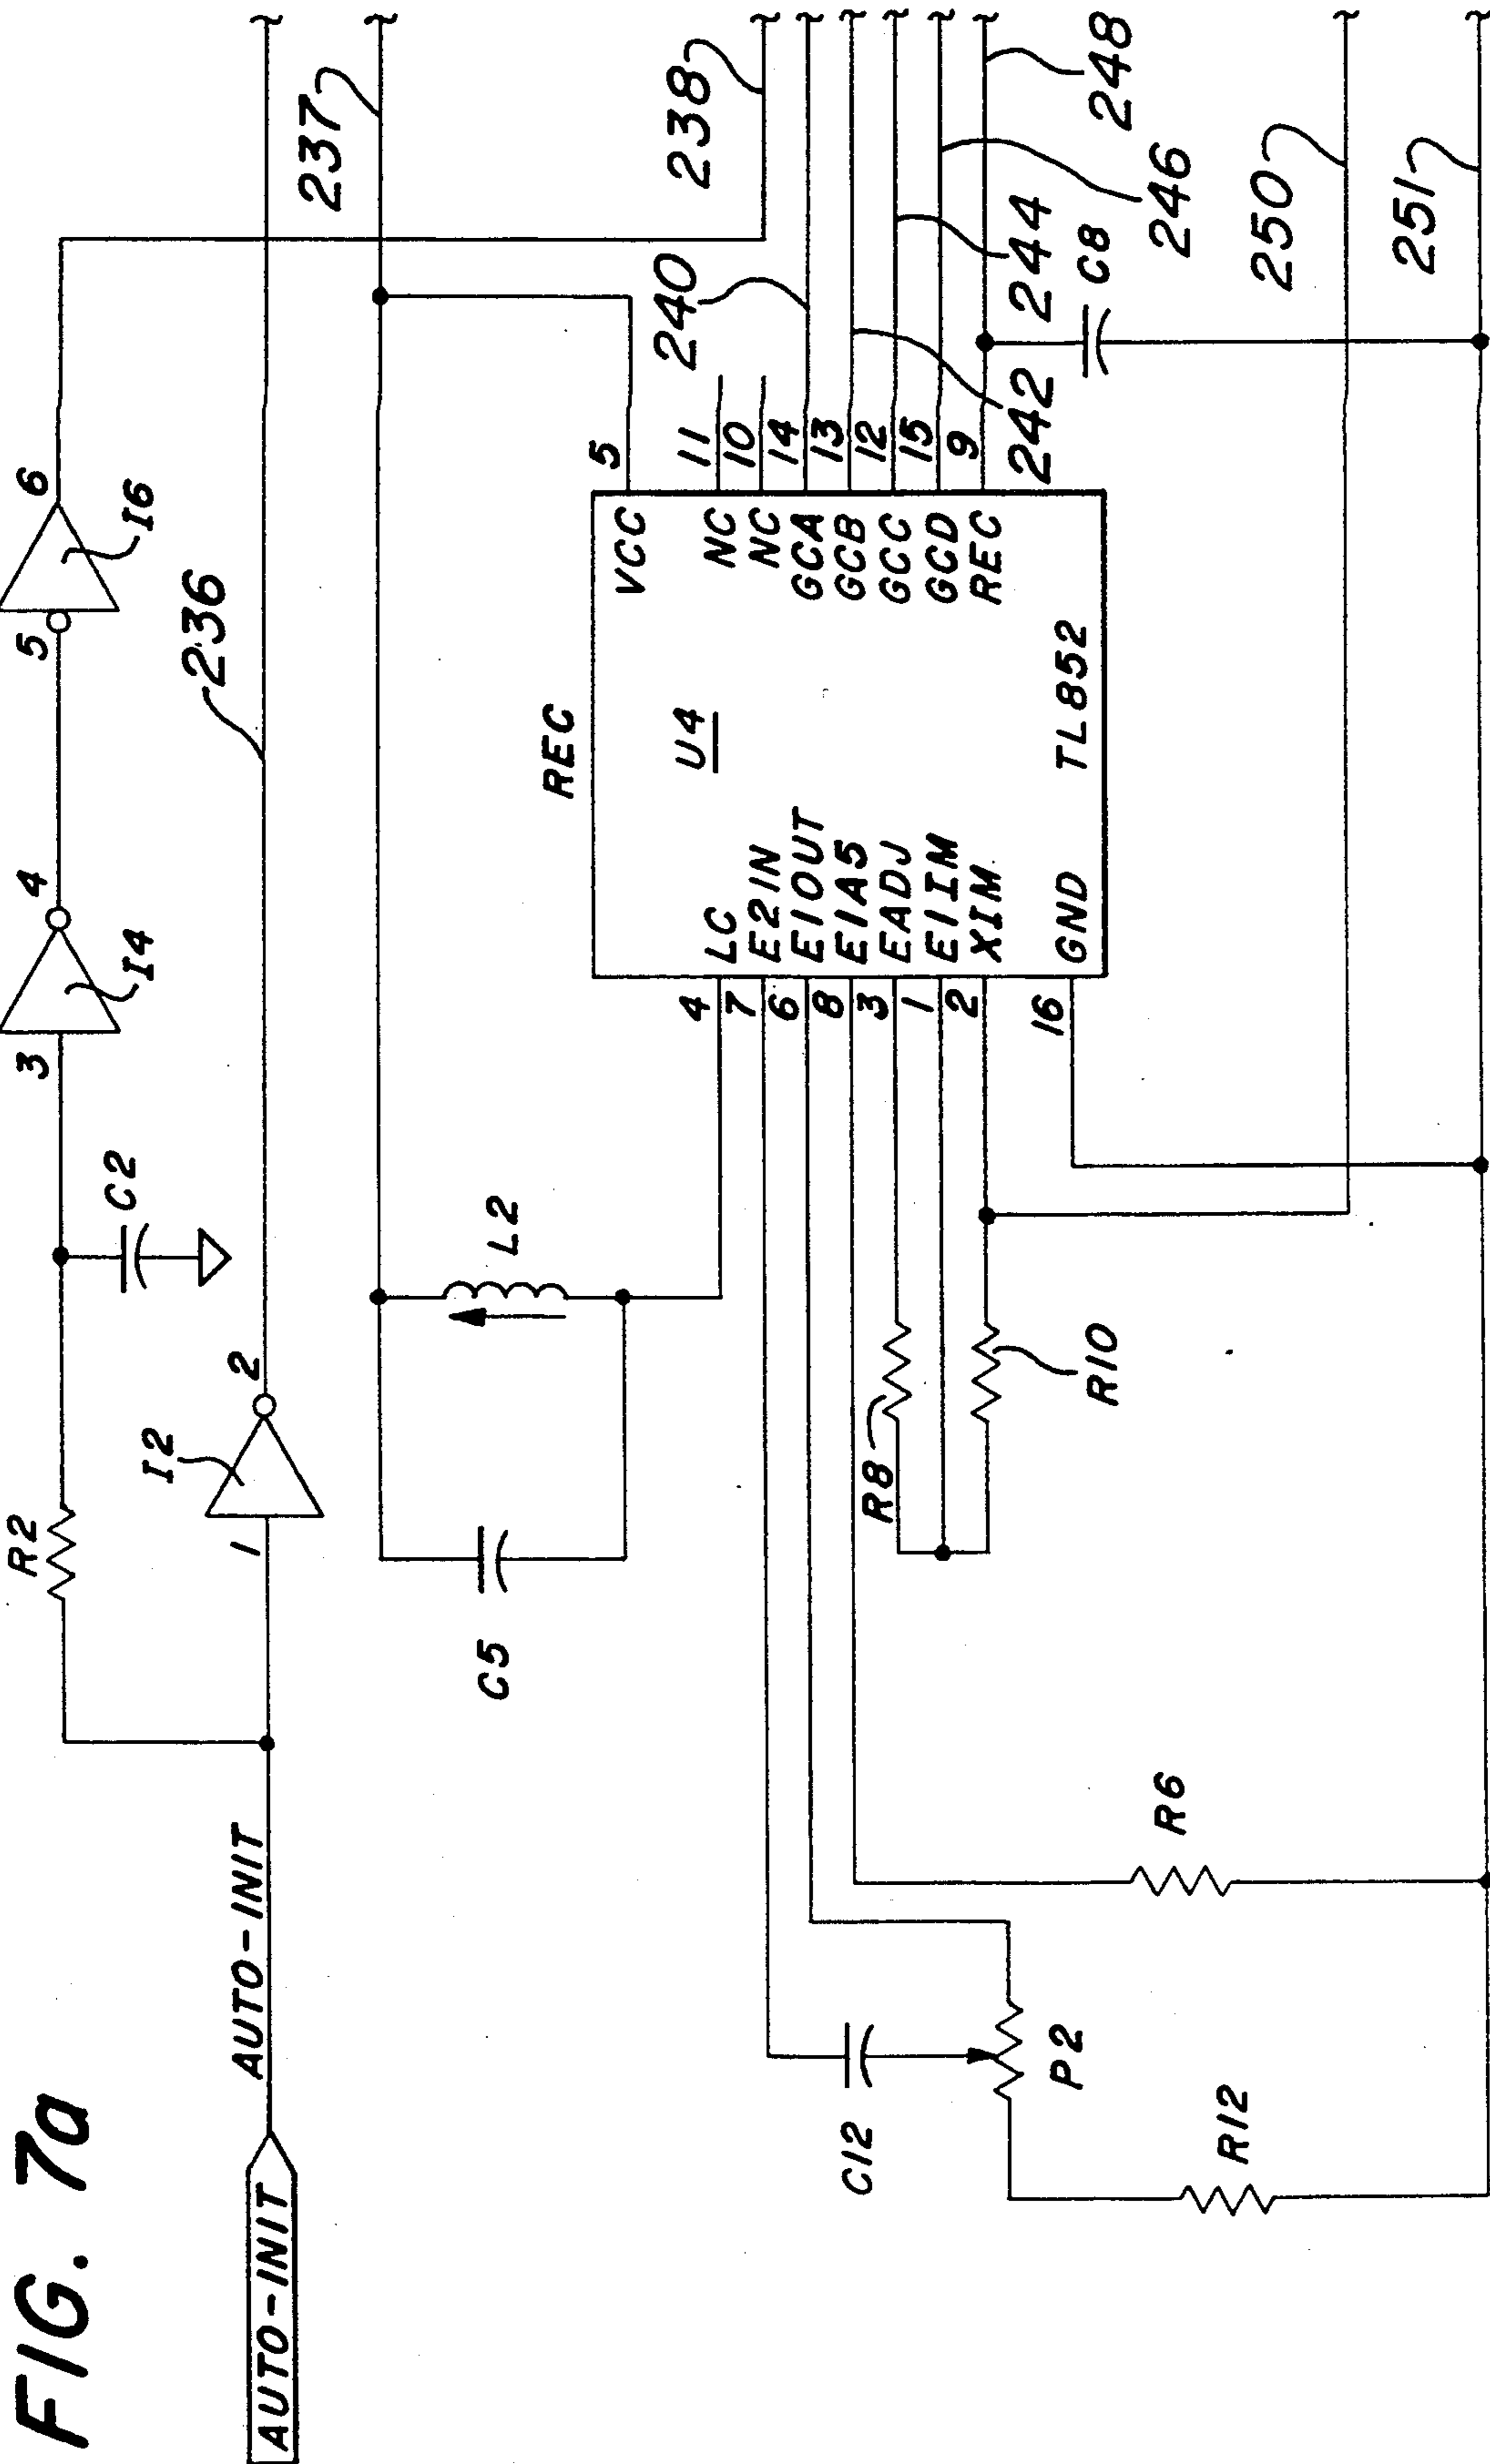 FIG. 7a
AUTO-INIT
AUTO-INIT
R2
C2
3
I4
4
5
I6
6
1
I2
2
236
237
C5
L2
238
REC
U4
TL852
LC
E2IN
E1OUT
E1A5
EADJ
E1IM
XIM
GND
4
7
6
8
3
1
2
16
VCC
NC
NC
GCA
GCB
GCC
GCD
REC
5
11
10
14
13
12
15
9
240
242
244
246
248
C8
250
251
R8
R10
C12
P2
R12
R6